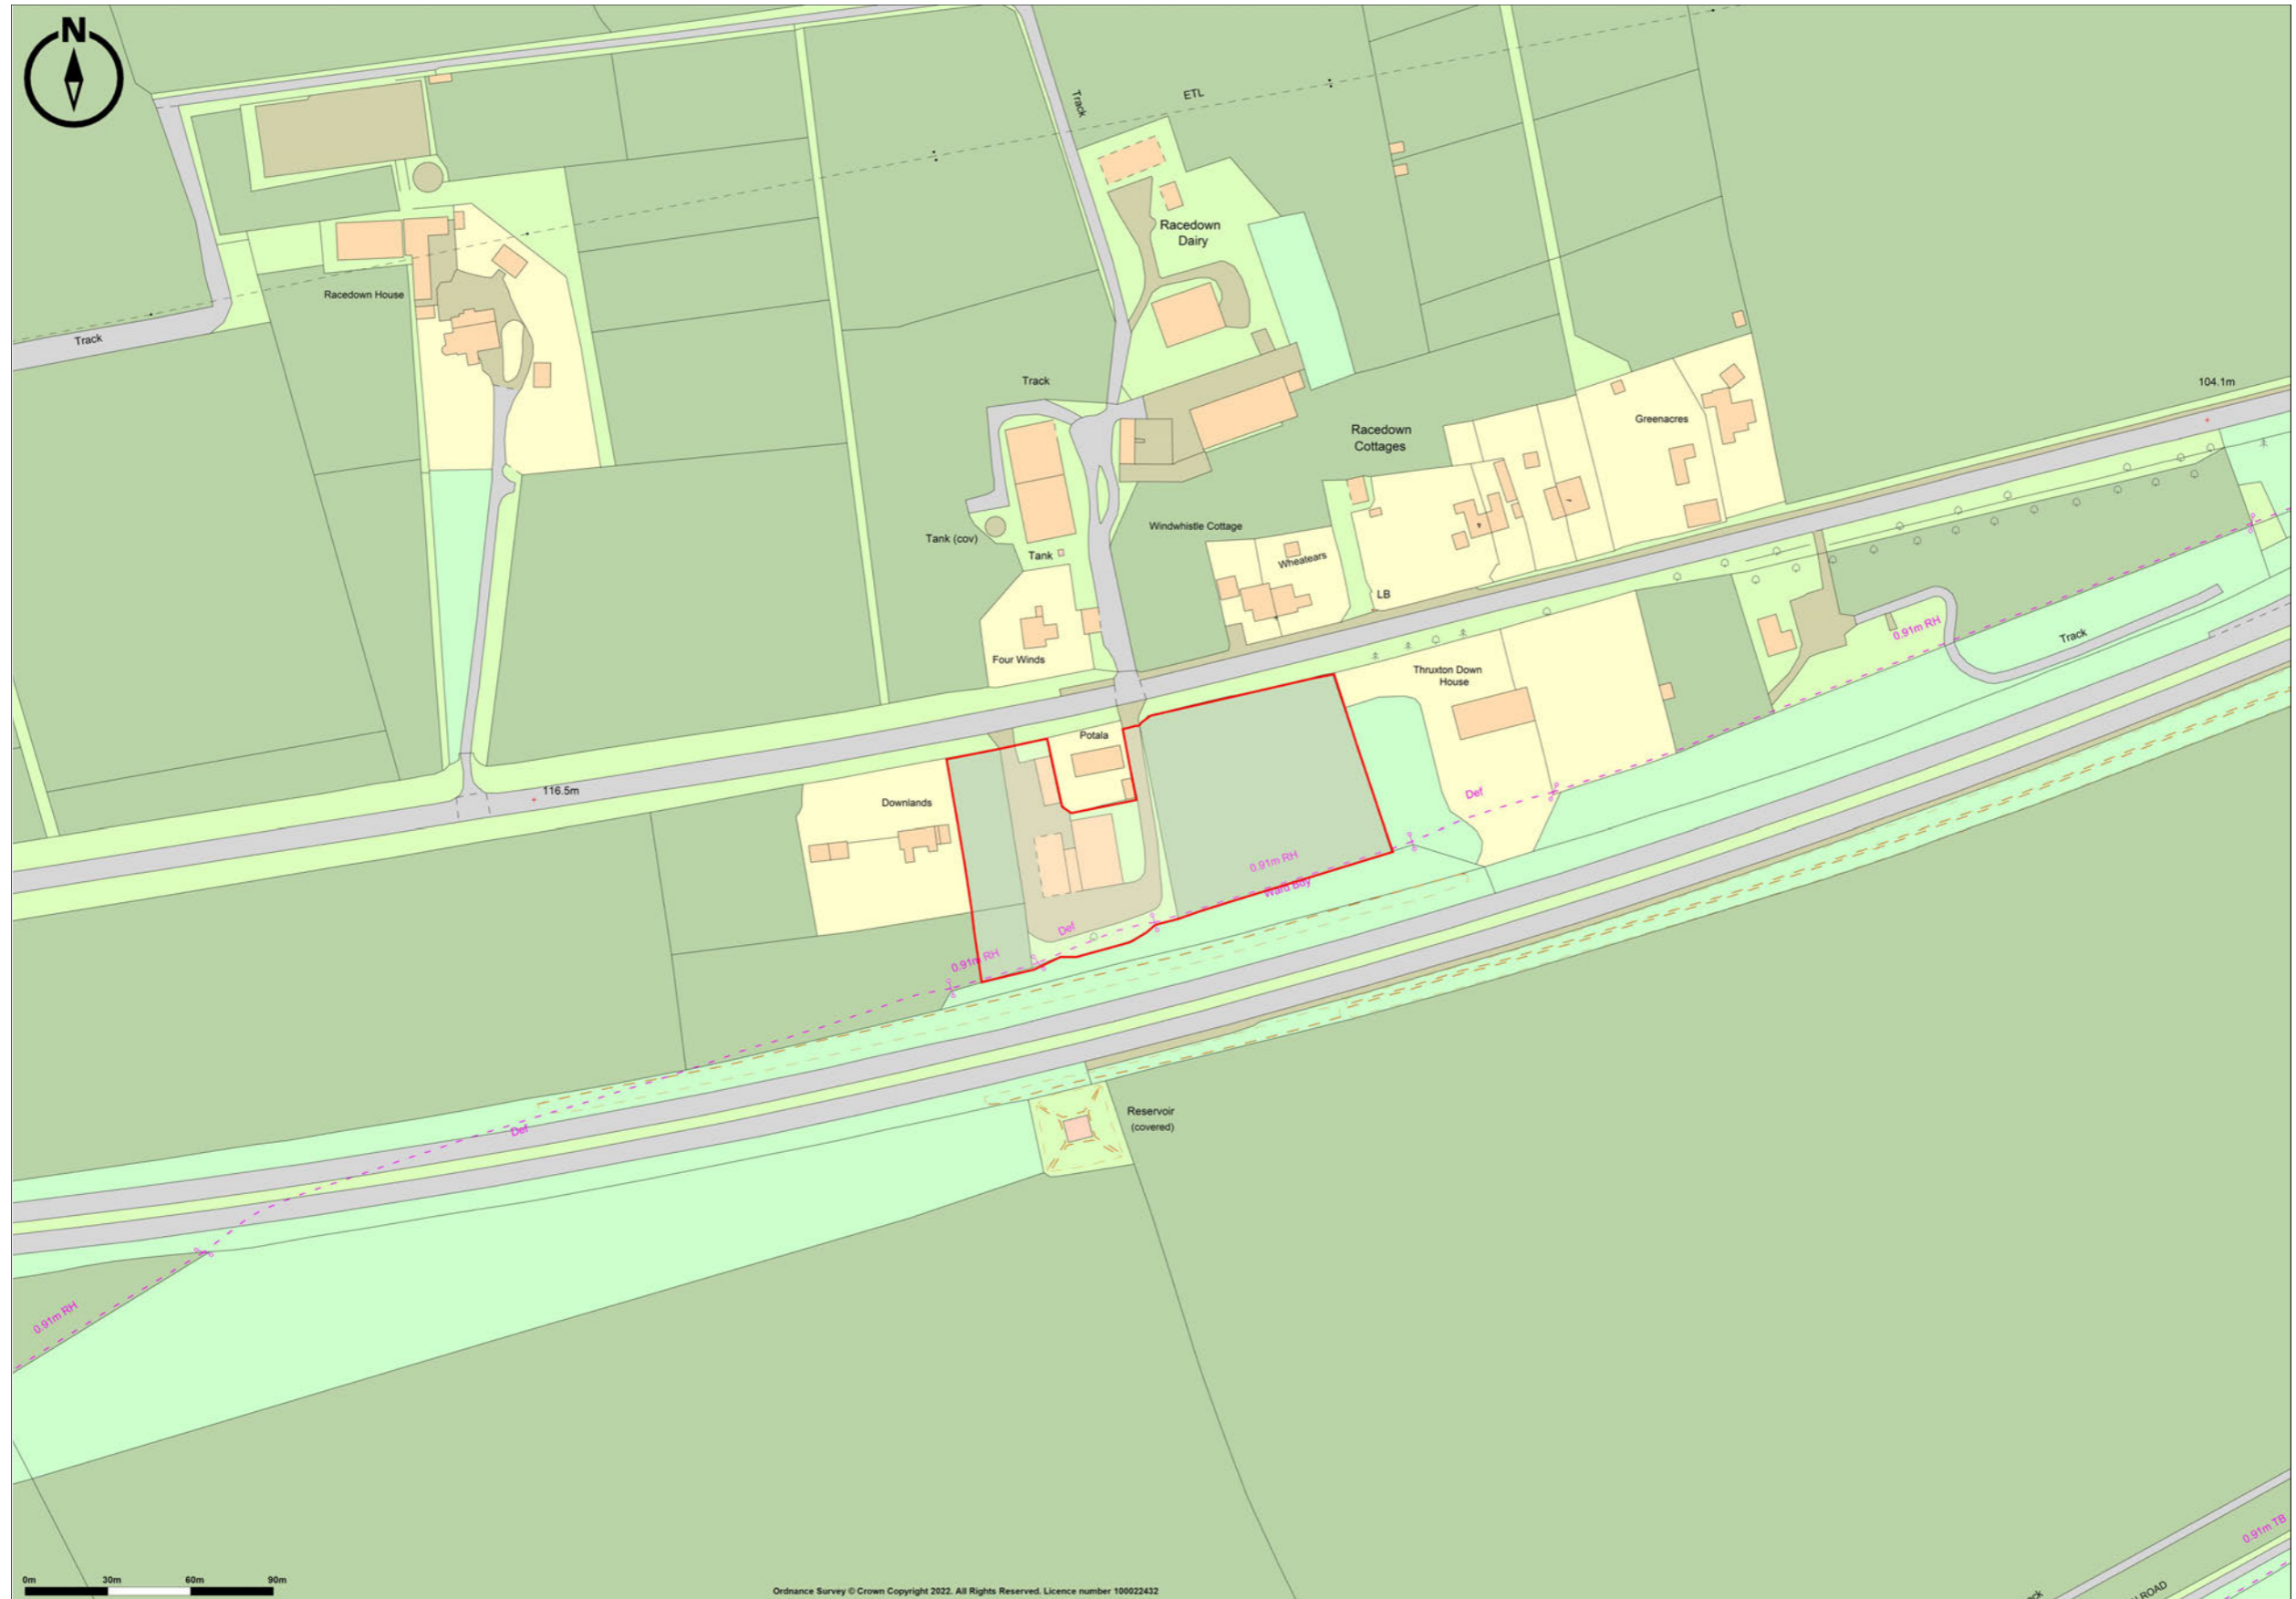 N
Track
ETL
Racedown
Dairy
Racedown House
Track
Track
104.1m
Greenacres
Racedown
Cottages
Windwhistle Cottage
Tank (cov)
Tank
Wheatears
LB
0.91m RH
Track
Four Winds
Thruxton Down
House
Potala
116.5m
Def
Downlands
0.91m RH
Ward Bdy
Def
0.91m RH
Reservoir
(covered)
Def
0.91m RH
0.91m TB
0m 30m 60m 90m
Ordnance Survey © Crown Copyright 2022. All Rights Reserved. Licence number 100022432
ROAD